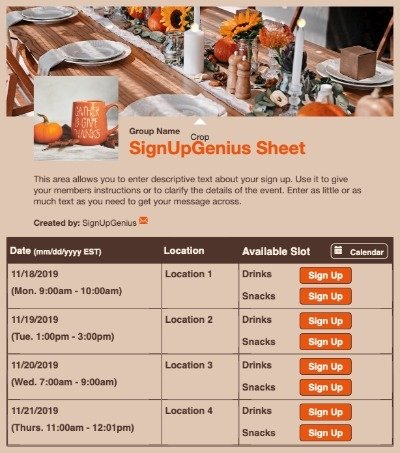 GATHER
& GIVE
THANKS
Group Name
Crop
SignUpGenius Sheet
This area allows you to enter descriptive text about your sign up. Use it to give
your members instructions or to clarify the details of the event. Enter as little or as
much text as you need to get your message across.
Created by: SignUpGenius
Date (mm/dd/yyyy EST) Location Available Slot Calendar
11/18/2019 Location 1 Drinks Sign Up
(Mon. 9:00am - 10:00am)
Snacks Sign Up
11/19/2019 Location 2 Drinks Sign Up
(Tue. 1:00pm - 3:00pm)
Snacks Sign Up
11/20/2019 Location 3 Drinks Sign Up
(Wed. 7:00am - 9:00am)
Snacks Sign Up
11/21/2019 Location 4 Drinks Sign Up
(Thurs. 11:00am - 12:01pm)
Snacks Sign Up